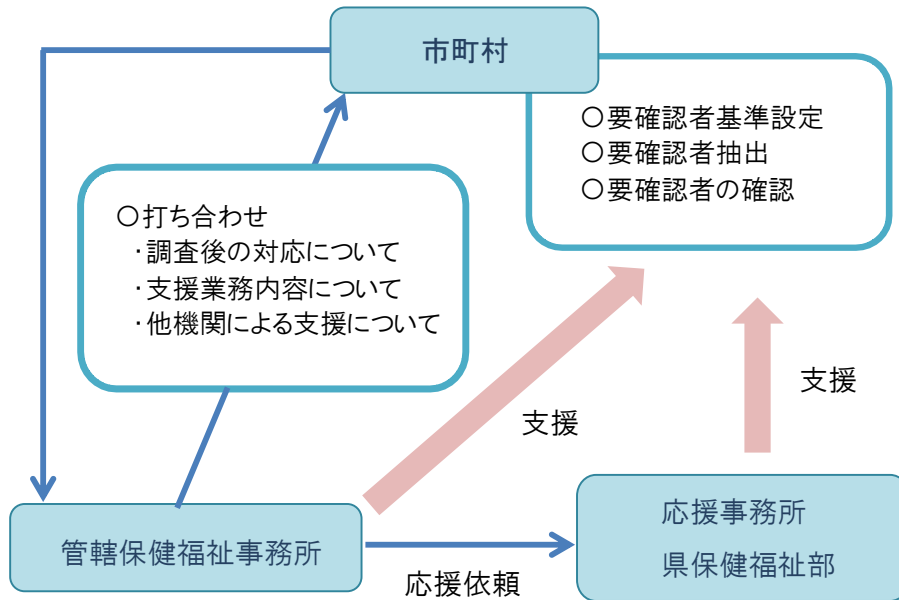 市町村
○要確認者基準設定
○要確認者抽出
○要確認者の確認
○打ち合わせ
・調査後の対応について
・支援業務内容について
・他機関による支援について
支援
支援
管轄保健福祉事務所
応援依頼
応援事務所
県保健福祉部